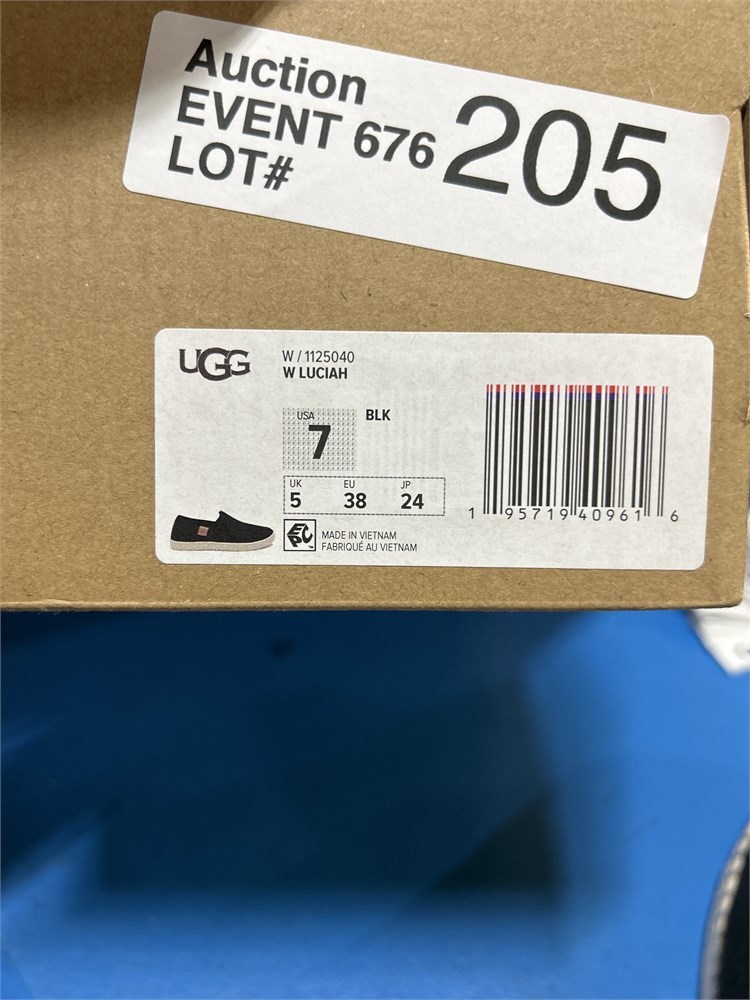 Auction
EVENT 676
LOT#
205
UGG
W / 1125040
W LUCIAH
USA
7
BLK
UK
5
EU
38
JP
24
MADE IN VIETNAM
FABRIQUÉ AU VIETNAM
1 95719 40961 6